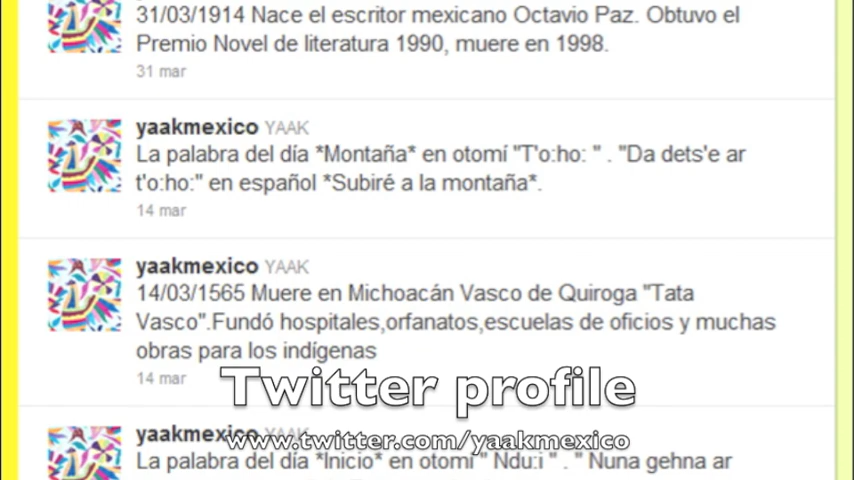 31/03/1914 Nace el escritor mexicano Octavio Paz. Obtuvo el
Premio Novel de literatura 1990, muere en 1998.
31 mar
yaakmexico YAAK
La palabra del día *Montaña* en otomí "T'o:ho: " . "Da dets'e ar
t'o:ho:" en español *Subiré a la montaña*.
14 mar
yaakmexico YAAK
14/03/1565 Muere en Michoacán Vasco de Quiroga "Tata
Vasco".Fundó hospitales,orfanatos,escuelas de oficios y muchas
obras para los indígenas
14 mar
Twitter profile
yaakmexico YAAK
www.twitter.com/yaakmexico
La palabra del día *Inicio* en otomí " Ndu:i " . " Nuna gehna ar